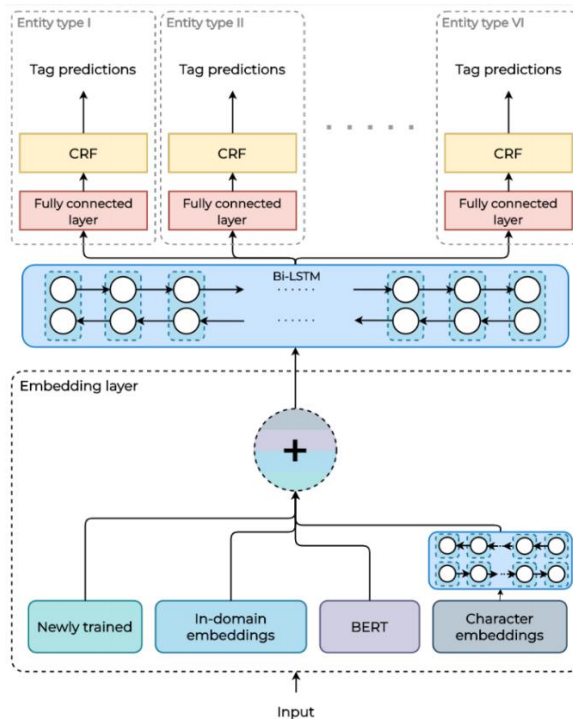 Entity type I
Entity type II
Entity type VI
Tag predictions
Tag predictions
Tag predictions
CRF
CRF
CRF
Fully connected
layer
Fully connected
layer
Fully connected
layer
Bi-LSTM
Embedding layer
+
Newly trained
In-domain
embeddings
BERT
Character
embeddings
Input